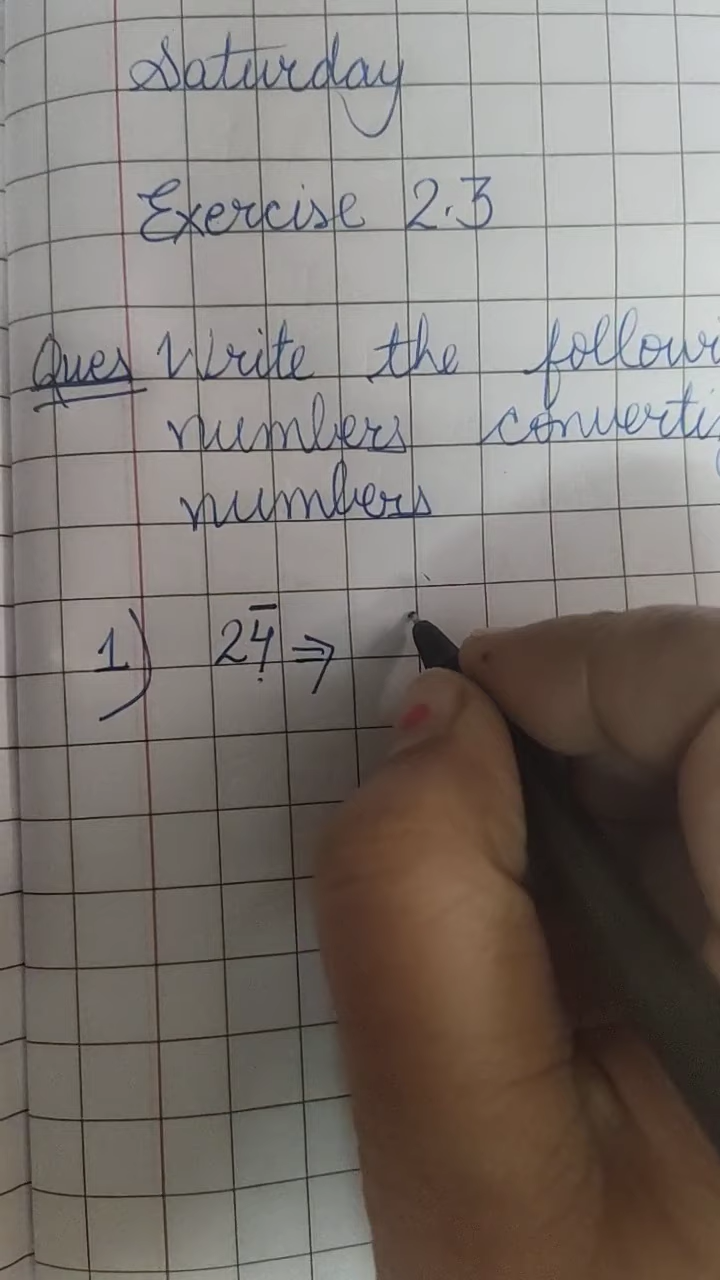 Saturday
Exercise 2.3
Ques Write the
numbers
numbers
1) 24̅ ⇒